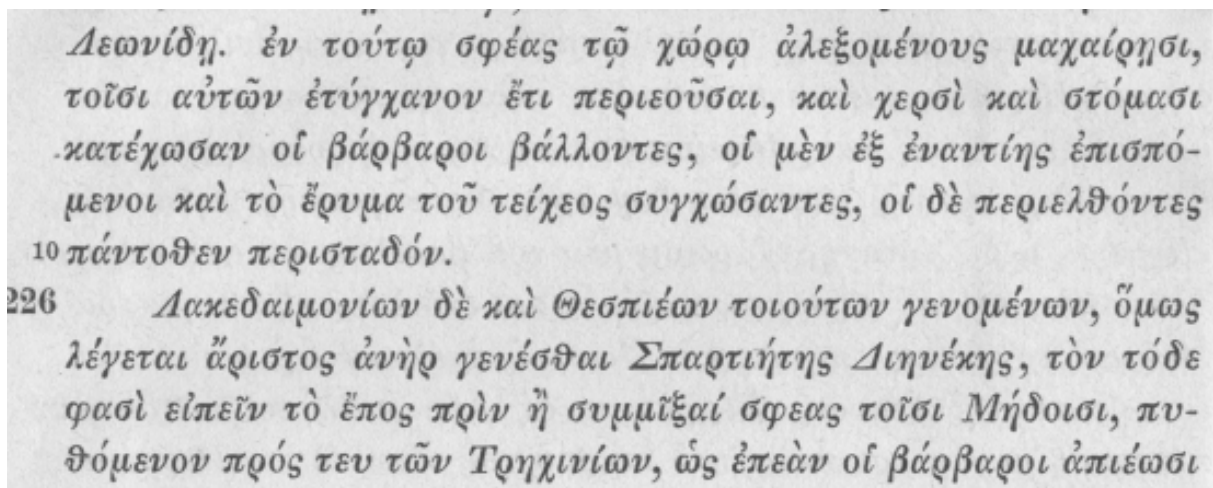 Λεωνίδῃ. ἐν τούτῳ σφέας τῷ χώρῳ ἀλεξομένους μαχαίρῃσι,
τοῖσι αὐτῶν ἐτύγχανον ἔτι περιεοῦσαι, καὶ χερσὶ καὶ στόμασι
κατέχωσαν οἱ βάρβαροι βάλλοντες, οἱ μὲν ἐξ ἐναντίης ἐπισπό-
μενοι καὶ τὸ ἔρυμα τοῦ τείχεος συγχώσαντες, οἱ δὲ περιελθόντες
10 πάντοθεν περισταδόν.
226 Λακεδαιμονίων δὲ καὶ Θεσπιέων τοιούτων γενομένων, ὅμως
λέγεται ἄριστος ἀνὴρ γενέσθαι Σπαρτιήτης Διηνέκης, τὸν τόδε
φασὶ εἰπεῖν τὸ ἔπος πρὶν ἢ συμμῖξαί σφεας τοῖσι Μήδοισι, πυ-
θόμενον πρός τευ τῶν Τρηχινίων, ὡς ἐπεὰν οἱ βάρβαροι ἀπιέωσι